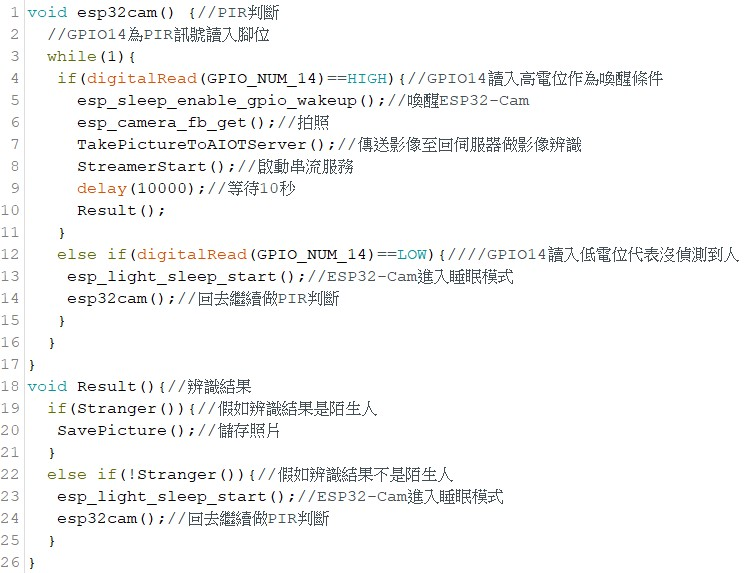 1 void esp32cam() {//PIR判斷
2 //GPIO14為PIR訊號讀入腳位
3 while(1){
4 if(digitalRead(GPIO_NUM_14)==HIGH){//GPIO14讀入高電位作為喚醒條件
5 esp_sleep_enable_gpio_wakeup();//喚醒ESP32-Cam
6 esp_camera_fb_get();//拍照
7 TakePictureToAIOTServer();//傳送影像至回伺服器做影像辨識
8 StreamerStart();//啟動串流服務
9 delay(10000);//等待10秒
10 Result();
11 }
12 else if(digitalRead(GPIO_NUM_14)==LOW){////GPIO14讀入低電位代表沒偵測到人
13 esp_light_sleep_start();//ESP32-Cam進入睡眠模式
14 esp32cam();//回去繼續做PIR判斷
15 }
16 }
17 }
18 void Result(){//辨識結果
19 if(Stranger()){//假如辨識結果是陌生人
20 SavePicture();//儲存照片
21 }
22 else if(!Stranger()){//假如辨識結果不是陌生人
23 esp_light_sleep_start();//ESP32-Cam進入睡眠模式
24 esp32cam();//回去繼續做PIR判斷
25 }
26 }